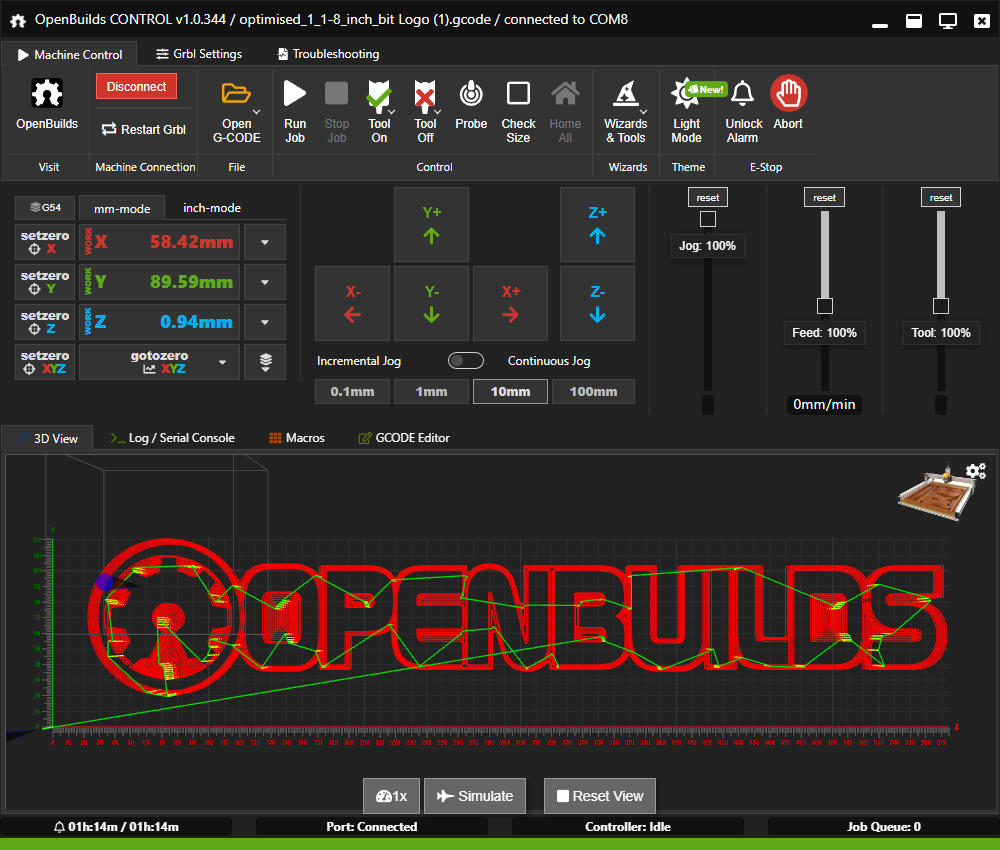 OpenBuilds CONTROL v1.0.344 / optimised_1_1-8_inch_bit Logo (1).gcode / connected to COM8
Machine Control
Grbl Settings
Troubleshooting
OpenBuilds
Visit
Disconnect
Restart Grbl
Machine Connection
Open
G-CODE
File
Run
Job
Stop
Job
Tool
On
Tool
Off
Probe
Check
Size
Home
All
Control
Wizards
& Tools
Wizards
New!
Light
Mode
Theme
Unlock
Alarm
Abort
E-Stop
G54
mm-mode
inch-mode
setzero
X
WORK X 58.42mm
setzero
Y
WORK Y 89.59mm
setzero
Z
WORK Z 0.94mm
setzero
XYZ
gotozero
XYZ
Y+
Z+
X-
Y-
X+
Z-
Incremental Jog
Continuous Jog
0.1mm
1mm
10mm
100mm
reset
Jog: 100%
reset
Feed: 100%
0mm/min
reset
Tool: 100%
3D View
>_ Log / Serial Console
Macros
GCODE Editor
OPENBUILDS
1x
Simulate
Reset View
01h:14m / 01h:14m
Port: Connected
Controller: Idle
Job Queue: 0